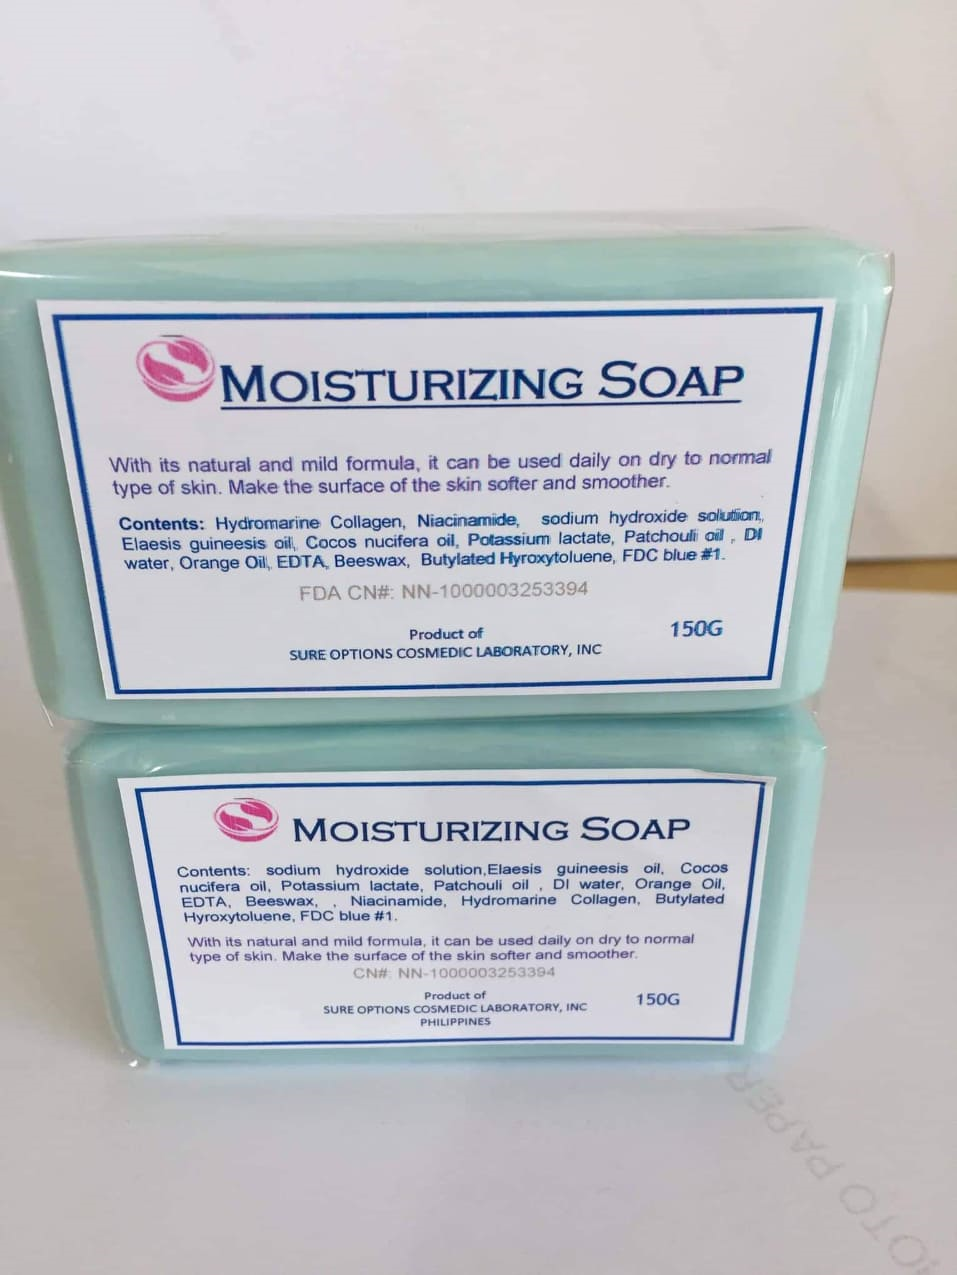 MOISTURIZING SOAP
With its natural and mild formula, it can be used daily on dry to normal
type of skin. Make the surface of the skin softer and smoother.
Contents: Hydromarine Collagen, Niacinamide, sodium hydroxide solution,
Elaesis guineesis oil, Cocos nucifera oil, Potassium lactate, Patchouli oil , DI
water, Orange Oil, EDTA, Beeswax, Butylated Hyroxytoluene, FDC blue #1.
FDA CN#: NN-1000003253394
Product of
150G
SURE OPTIONS COSMEDIC LABORATORY, INC
MOISTURIZING SOAP
Contents: sodium hydroxide solution,Elaesis guineesis oil, Cocos
nucifera oil, Potassium lactate, Patchouli oil , DI water, Orange Oil,
EDTA, Beeswax, , Niacinamide, Hydromarine Collagen, Butylated
Hyroxytoluene, FDC blue #1.
With its natural and mild formula, it can be used daily on dry to normal
type of skin. Make the surface of the skin softer and smoother.
CN#: NN-1000003253394
Product of
150G
SURE OPTIONS COSMEDIC LABORATORY, INC
PHILIPPINES
PAPER